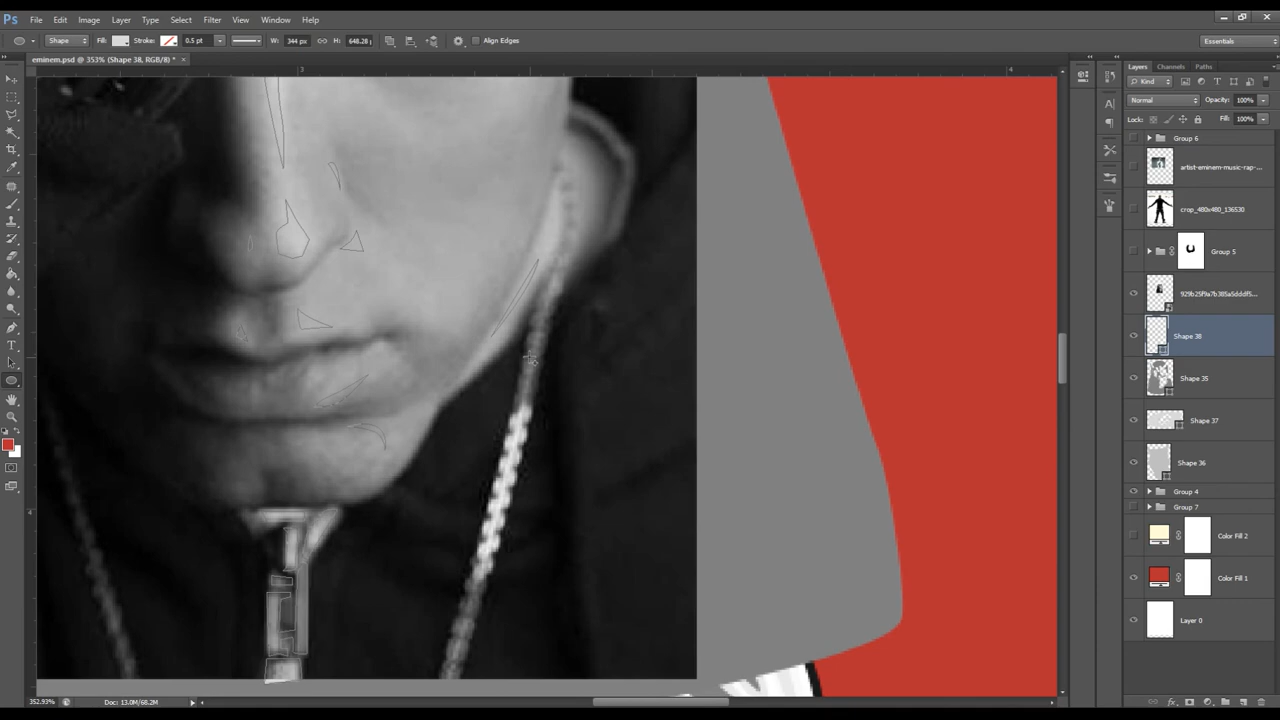 Ps File Edit Image Layer Type Select Filter View Window Help
Shape Fill: Stroke: 0.5 pt W: 344 px H: 648.28 Align Edges Essentials
eminem.psd @ 353% (Shape 38, RGB/8) * ×
3 4
4
Layers Channels Paths
Kind
Normal Opacity: 100%
Lock: Fill: 100%
Group 6
artist-eminem-music-rap-...
crop_480x480_136530
Group 5
Shape 38
Shape 35
Shape 37
Shape 36
Group 4
Group 7
Color Fill 2
Color Fill 1
Layer 0
352.93% Doc: 13.0M/68.2M